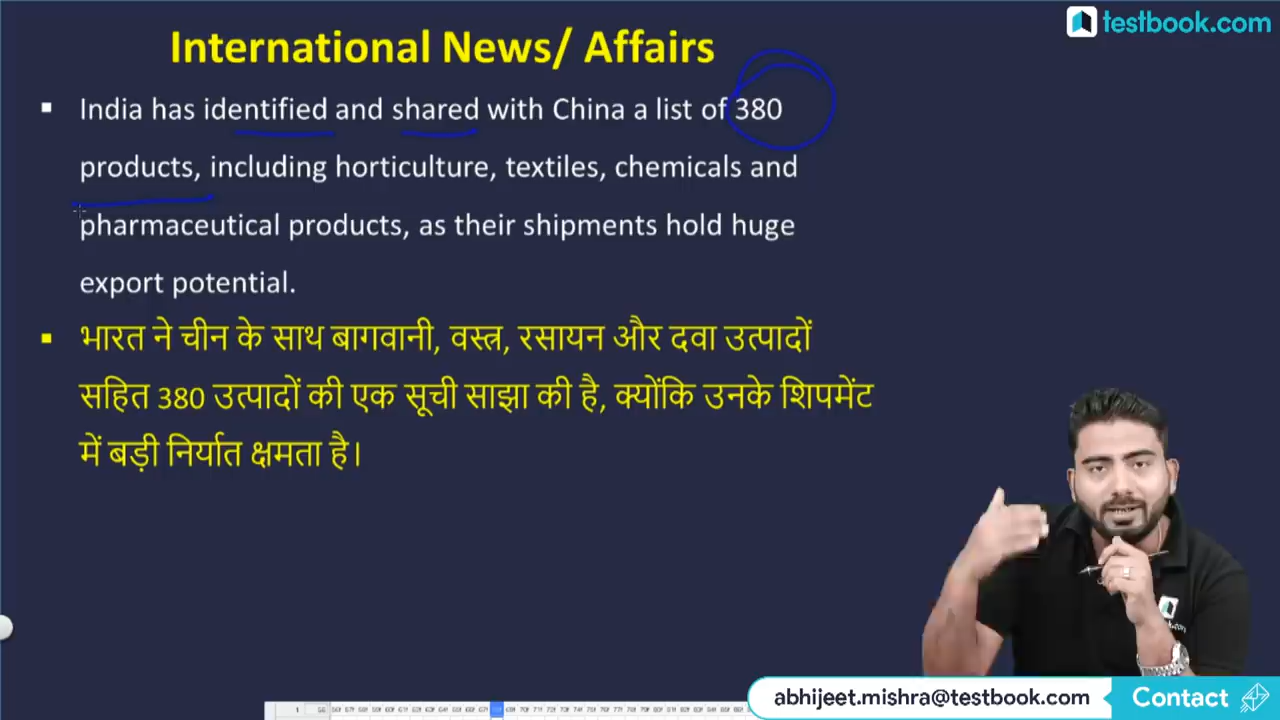 testbook.com
International News/ Affairs
▪ India has identified and shared with China a list of 380
products, including horticulture, textiles, chemicals and
pharmaceutical products, as their shipments hold huge
export potential.
▪ भारत ने चीन के साथ बागवानी, वस्त्र, रसायन और दवा उत्पादों
सहित 380 उत्पादों की एक सूची साझा की है, क्योंकि उनके शिपमेंट
में बड़ी निर्यात क्षमता है।
abhijeet.mishra@testbook.com Contact